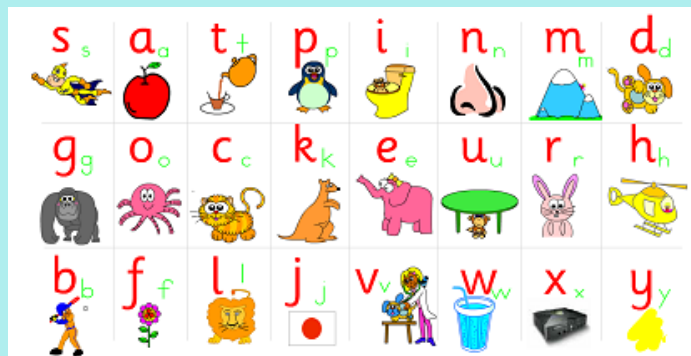 s s a a t t p p i i n n m m d d
g g o o c c k k e e u u r r h h
b b f f l l j j v v w w x x y y